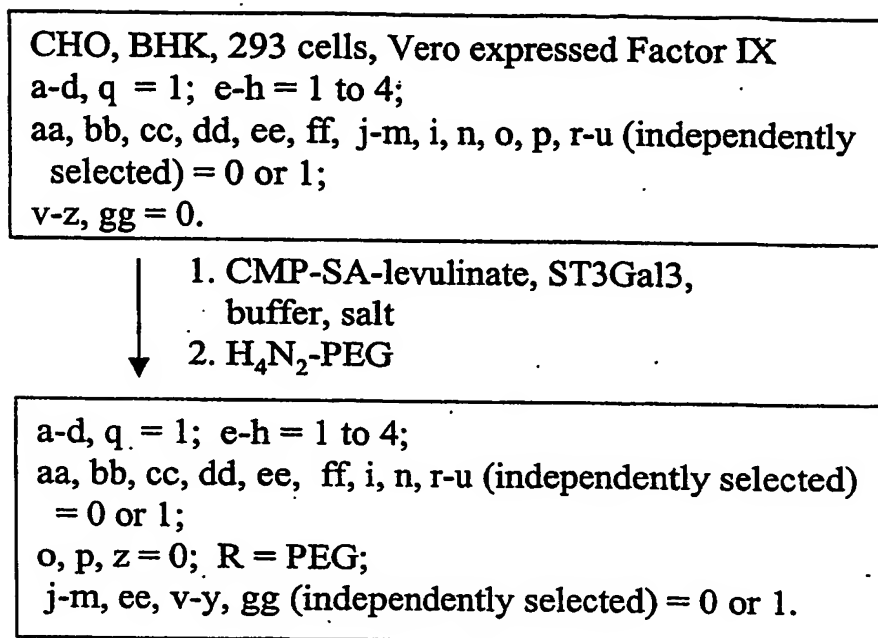 CHO, BHK, 293 cells, Vero expressed Factor IX
a-d, q = 1; e-h = 1 to 4;
aa, bb, cc, dd, ee, ff, j-m, i, n, o, p, r-u (independently
selected) = 0 or 1;
v-z, gg = 0.
1. CMP-SA-levulinate, ST3Gal3,
buffer, salt
2. H₄N₂-PEG
a-d, q = 1; e-h = 1 to 4;
aa, bb, cc, dd, ee, ff, i, n, r-u (independently selected)
= 0 or 1;
o, p, z = 0; R = PEG;
j-m, ee, v-y, gg (independently selected) = 0 or 1.